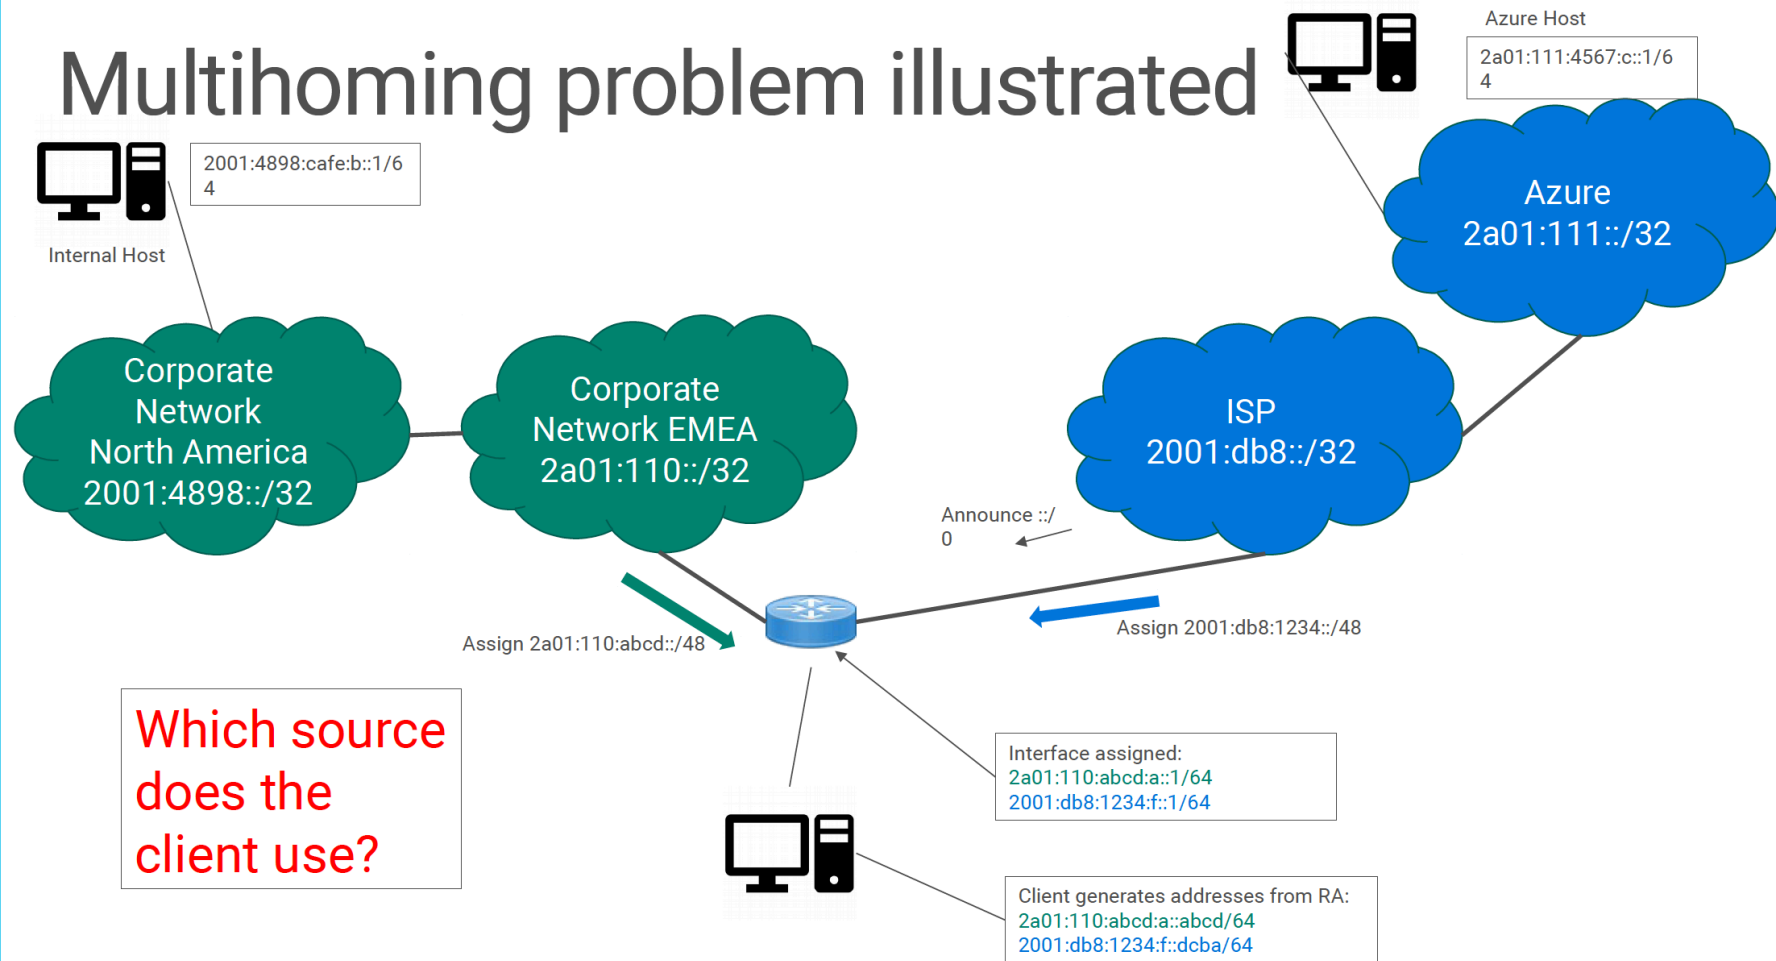 Multihoming problem illustrated
Azure Host
2a01:111:4567:c::1/6
4
2001:4898:cafe:b::1/6
4
Internal Host
Azure
2a01:111::/32
Corporate
Network
North America
2001:4898::/32
Corporate
Network EMEA
2a01:110::/32
ISP
2001:db8::/32
Announce ::/
0
Assign 2a01:110:abcd::/48
Assign 2001:db8:1234::/48
Which source
does the
client use?
Interface assigned:
2a01:110:abcd:a::1/64
2001:db8:1234:f::1/64
Client generates addresses from RA:
2a01:110:abcd:a::abcd/64
2001:db8:1234:f::dcba/64